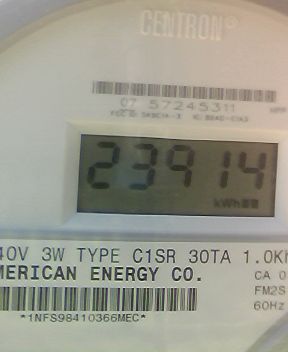 CENTRON®
07 57245311
23914
kWh
40V 3W TYPE C1SR 30TA 1.0Kh
MERICAN ENERGY CO.
CA 0
FM2S
60Hz
*1NFS98410366MEC*